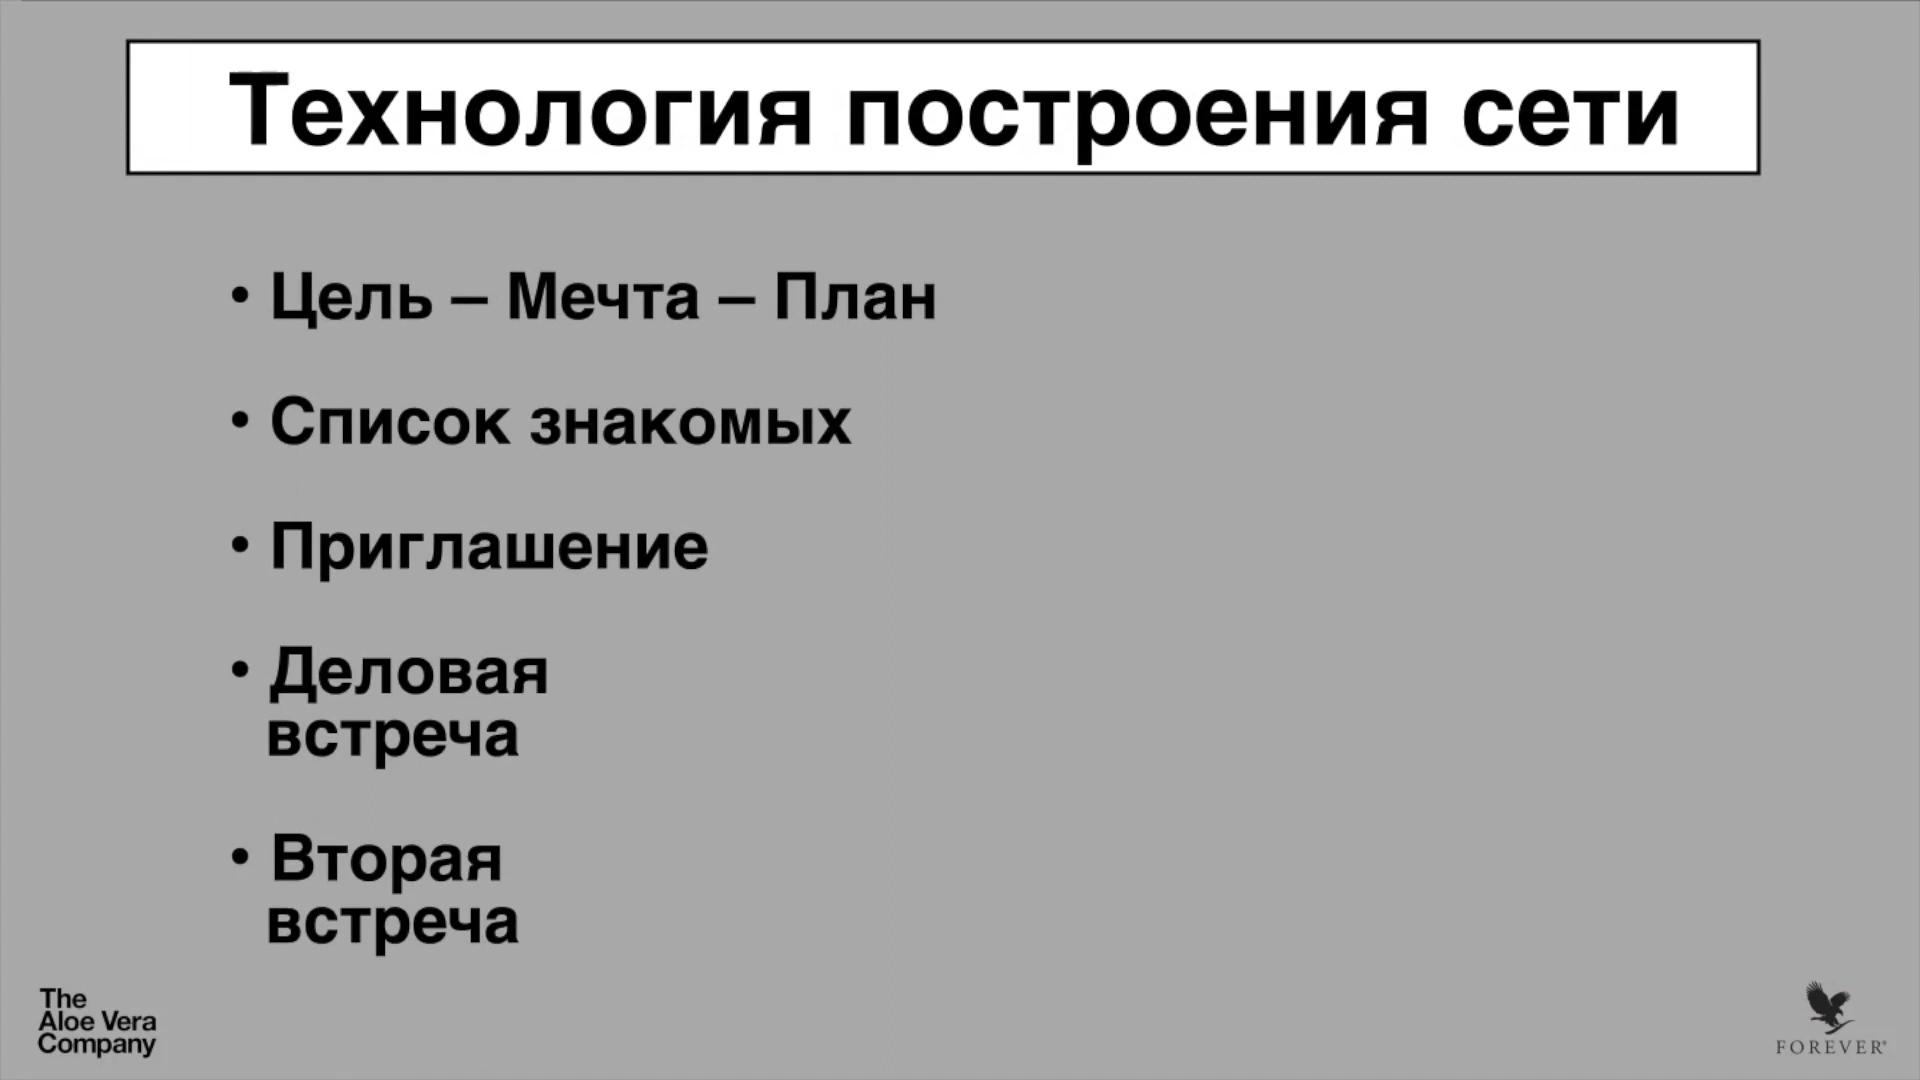 Технология построения сети
• Цель – Мечта – План
• Список знакомых
• Приглашение
• Деловая
встреча
• Вторая
встреча
The
Aloe Vera
Company
FOREVER®